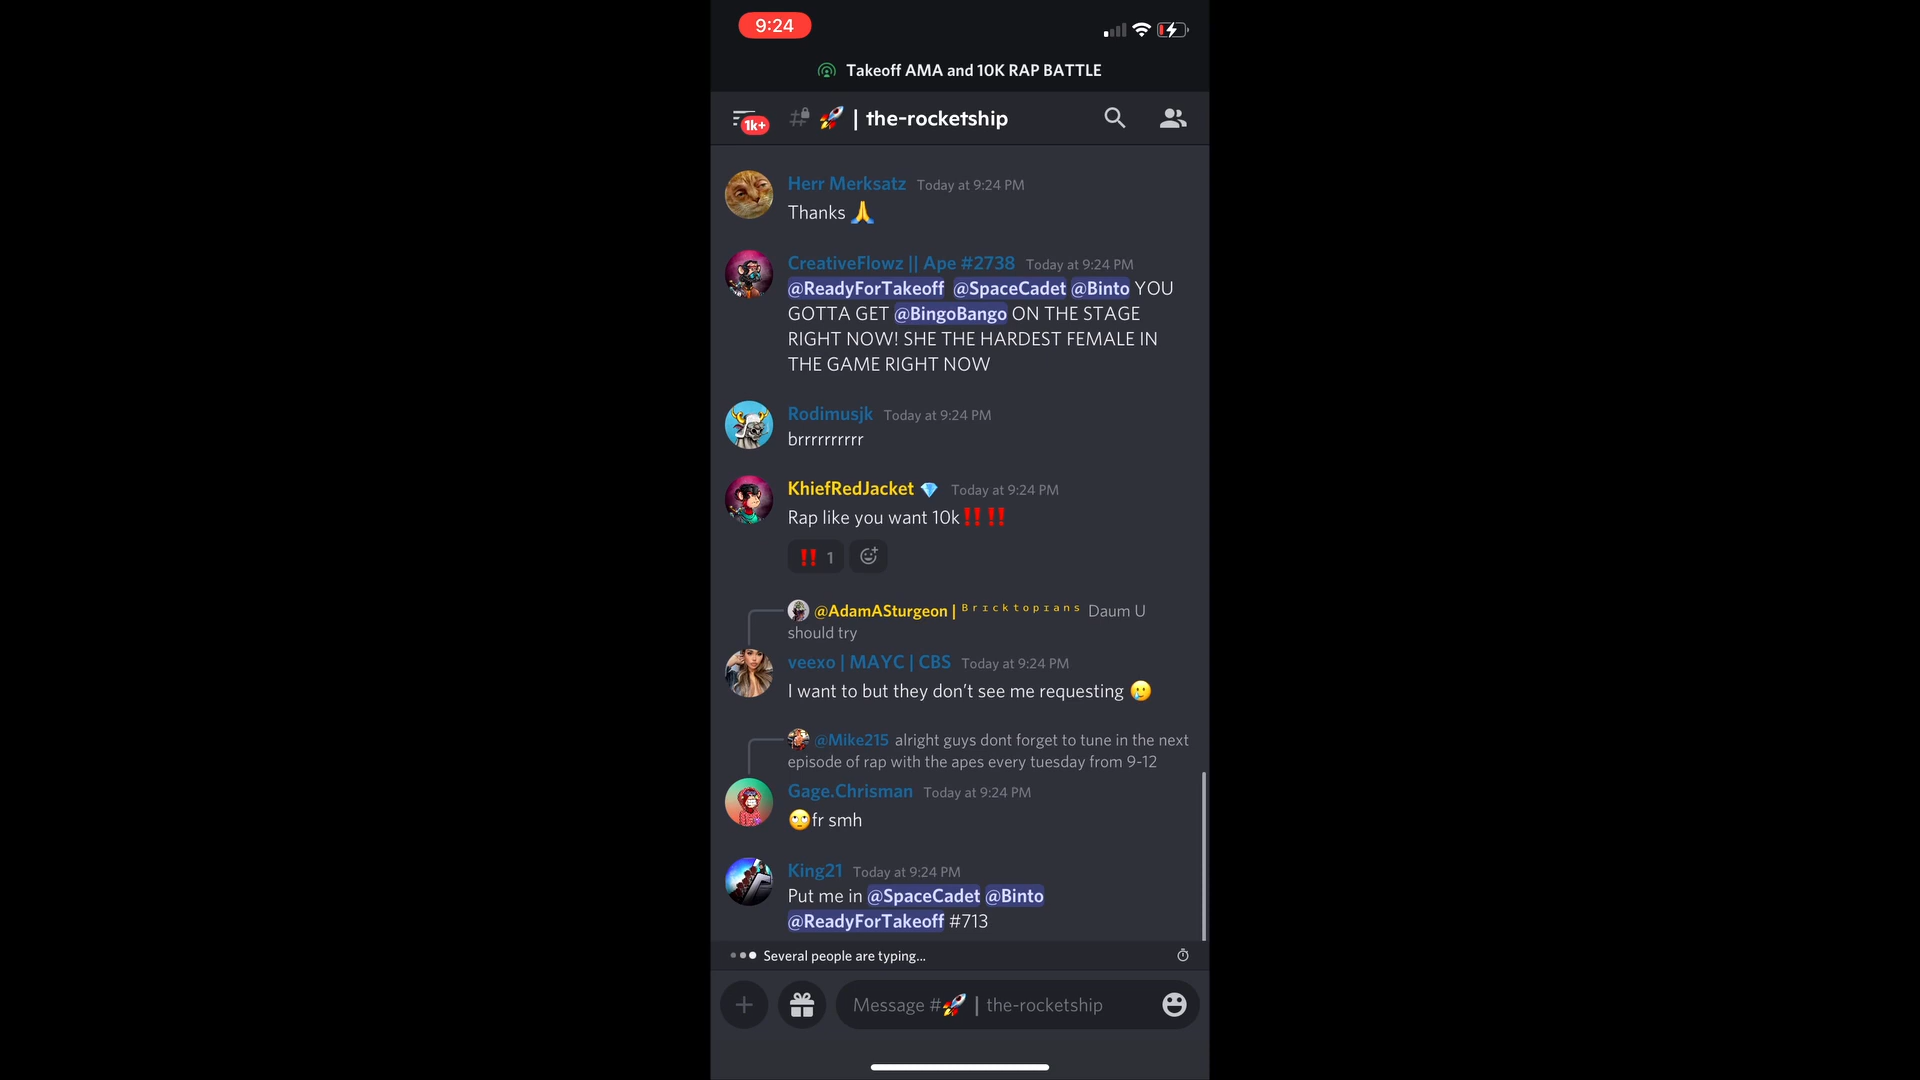 9:24
Takeoff AMA and 10K RAP BATTLE
1k+
# 🚀 | the-rocketship
Herr Merksatz Today at 9:24 PM
Thanks 🙏
CreativeFlowz || Ape #2738 Today at 9:24 PM
@ReadyForTakeoff @SpaceCadet @Binto YOU
GOTTA GET @BingoBango ON THE STAGE
RIGHT NOW! SHE THE HARDEST FEMALE IN
THE GAME RIGHT NOW
Rodimusjk Today at 9:24 PM
brrrrrrrrrr
KhiefRedJacket 💎 Today at 9:24 PM
Rap like you want 10k‼️‼️
‼️ 1
@AdamASturgeon | ᴮʳⁱᶜᵏᵗᵒᵖⁱᵃⁿˢ Daum U
should try
veexo | MAYC | CBS Today at 9:24 PM
I want to but they don’t see me requesting 🥲
@Mike215 alright guys dont forget to tune in the next
episode of rap with the apes every tuesday from 9-12
Gage.Chrisman Today at 9:24 PM
🙄fr smh
King21 Today at 9:24 PM
Put me in @SpaceCadet @Binto
@ReadyForTakeoff #713
Several people are typing...
Message #🚀 | the-rocketship